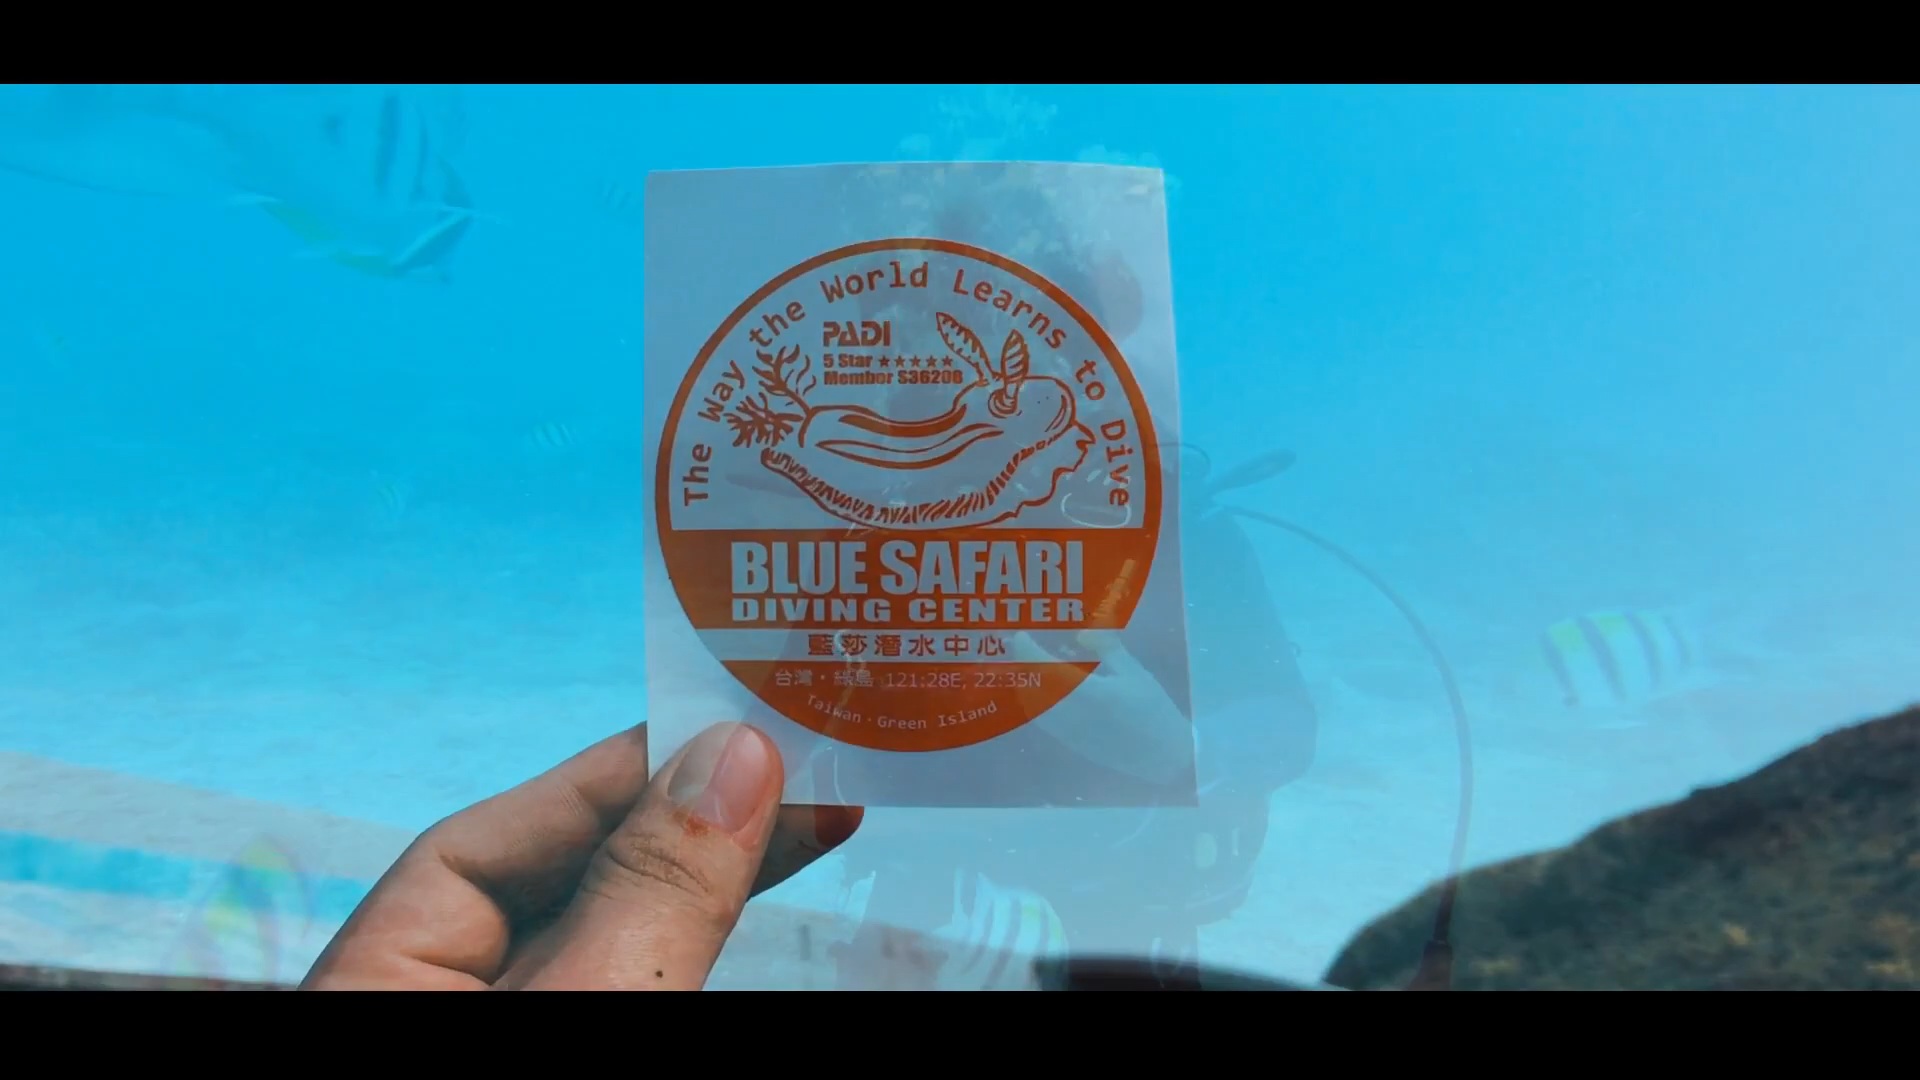 The Way the World Learns to Dive
PADI
5 Star ★★★★★
Member S36208
BLUE SAFARI
DIVING CENTER
藍莎潛水中心
台灣・綠島 121:28E, 22:35N
Taiwan・Green Island